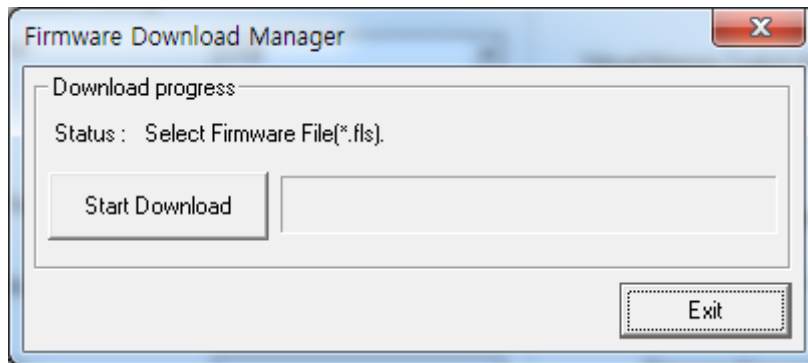 Firmware Download Manager
Download progress
Status :   Select Firmware File(*.fls).
Start Download
Exit